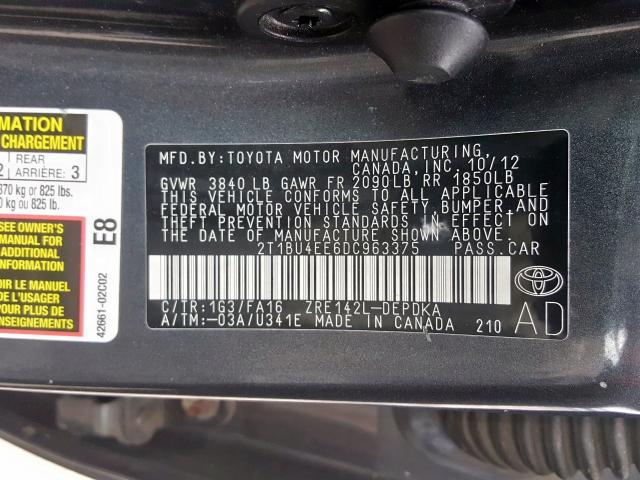 MATION
CHARGEMENT
REAR
2 ARRIÈRE: 3
370 kg or 825 lbs.
kg ou 825 lb.
SEE OWNER'S
MANUAL FOR
ADDITIONAL
INFORMATION
VOIR LE MANUEL
DE L'USAGER
POUR PLUS DE
RENSEIGNEMENTS
E8
42661-02C02
MFD. BY: TOYOTA MOTOR MANUFACTURING,
CANADA, INC. 10/12
GVWR 3840 LB GAWR FR 2090LB RR 1850LB
THIS VEHICLE CONFORMS TO ALL APPLICABLE
FEDERAL MOTOR VEHICLE SAFETY, BUMPER, AND
THEFT PREVENTION STANDARDS IN EFFECT ON
THE DATE OF MANUFACTURE SHOWN ABOVE.
2T1BU4EE6DC963375 PASS.CAR
C/TR:1G3/FA16 ZRE142L-DEPDKA
A/TM:-03A/U341E MADE IN CANADA 210
AD